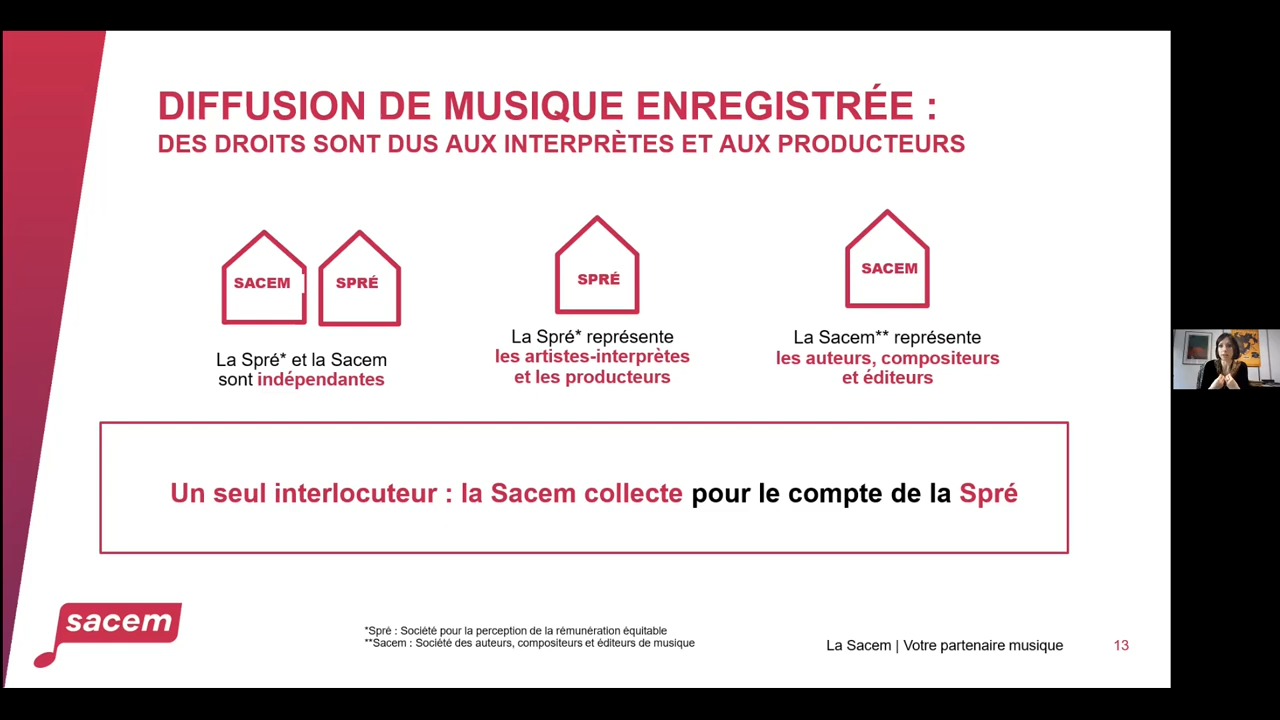 DIFFUSION DE MUSIQUE ENREGISTRÉE :
DES DROITS SONT DUS AUX INTERPRÈTES ET AUX PRODUCTEURS
SACEM
SPRÉ
La Spré* et la Sacem
sont indépendantes
SPRÉ
La Spré* représente
les artistes-interprètes
et les producteurs
SACEM
La Sacem** représente
les auteurs, compositeurs
et éditeurs
Un seul interlocuteur : la Sacem collecte pour le compte de la Spré
sacem
*Spré : Société pour la perception de la rémunération équitable
**Sacem : Société des auteurs, compositeurs et éditeurs de musique
La Sacem | Votre partenaire musique
13